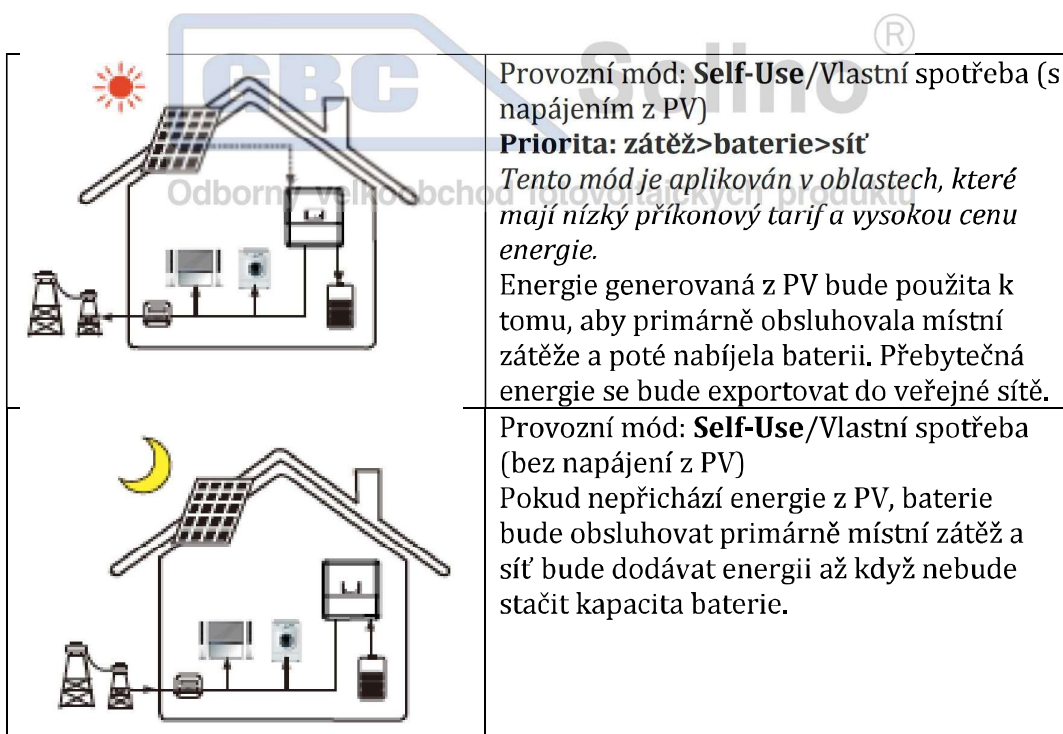 CBC Solino ®
Odborný velkoobchod fotovoltaických produktů
Provozní mód: Self-Use/Vlastní spotřeba (s
napájením z PV)
Priorita: zátěž>baterie>síť
Tento mód je aplikován v oblastech, které
mají nízký příkonový tarif a vysokou cenu
energie.
Energie generovaná z PV bude použita k
tomu, aby primárně obsluhovala místní
zátěže a poté nabíjela baterii. Přebytečná
energie se bude exportovat do veřejné sítě.
Provozní mód: Self-Use/Vlastní spotřeba
(bez napájení z PV)
Pokud nepřichází energie z PV, baterie
bude obsluhovat primárně místní zátěž a
síť bude dodávat energii až když nebude
stačit kapacita baterie.